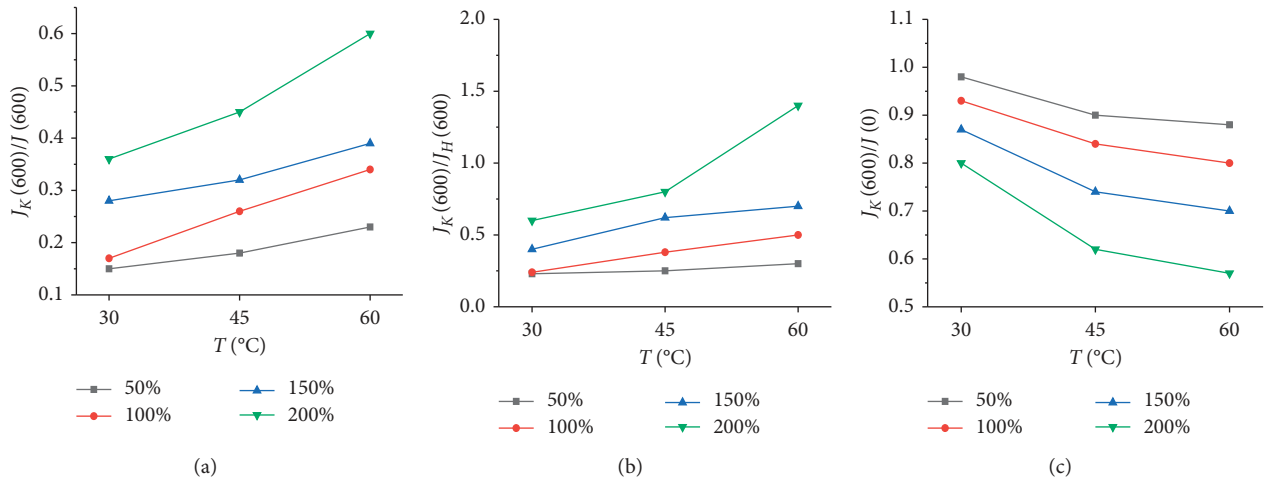 0.6
0.5
0.4
0.3
0.2
0.1
J_K (600)/J (600)
30 45 60
T (°C)
50% 150%
100% 200%
(a)
2.0
1.5
1.0
0.5
0.0
J_K (600)/J_H (600)
30 45 60
T (°C)
50% 150%
100% 200%
(b)
1.1
1.0
0.9
0.8
0.7
0.6
0.5
J_K (600)/J (0)
30 45 60
T (°C)
50% 150%
100% 200%
(c)